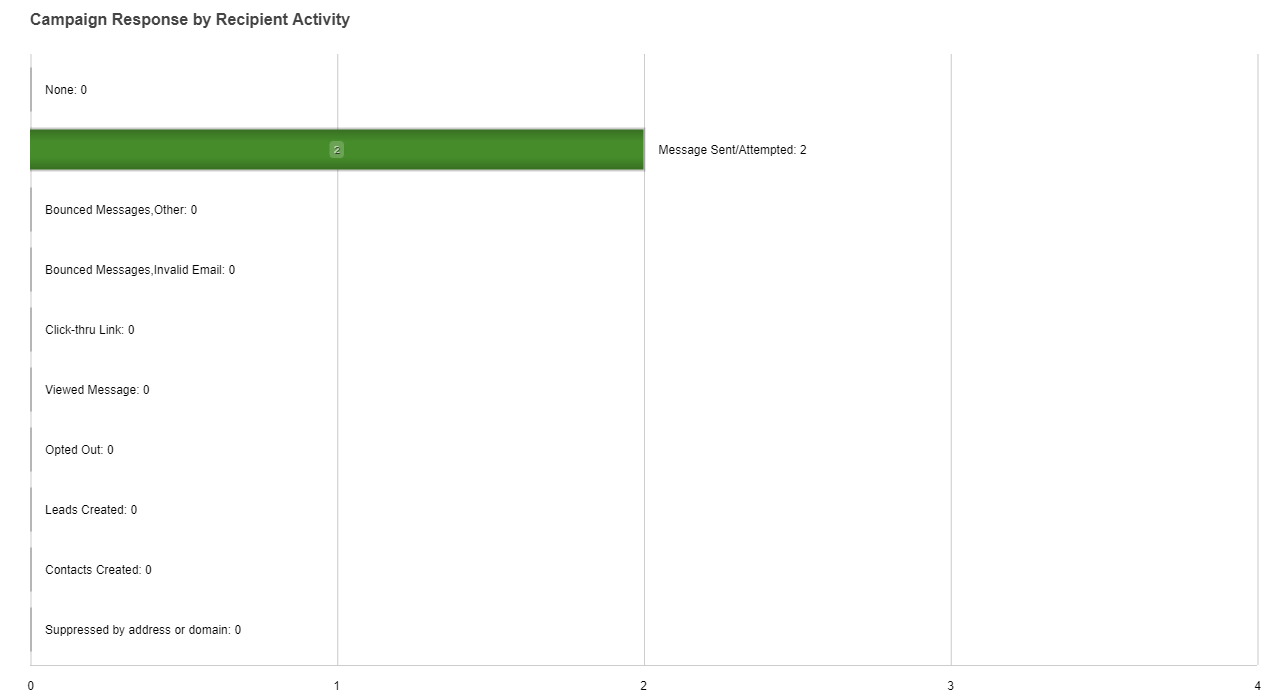 Campaign Response by Recipient Activity
None: 0
2
Message Sent/Attempted: 2
Bounced Messages,Other: 0
Bounced Messages,Invalid Email: 0
Click-thru Link: 0
Viewed Message: 0
Opted Out: 0
Leads Created: 0
Contacts Created: 0
Suppressed by address or domain: 0
0 1 2 3 4